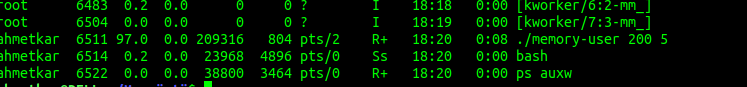 root 6483 0.2 0.0 0 0 ? I 18:18 0:00 [kworker/6:2-mm_]
root 6504 0.0 0.0 0 0 ? I 18:19 0:00 [kworker/7:3-mm_]
ahmetkar 6511 97.0 0.0 209316 804 pts/2 R+ 18:20 0:08 ./memory-user 200 5
ahmetkar 6514 0.2 0.0 23968 4896 pts/0 Ss 18:20 0:00 bash
ahmetkar 6522 0.0 0.0 38800 3464 pts/0 R+ 18:20 0:00 ps auxw